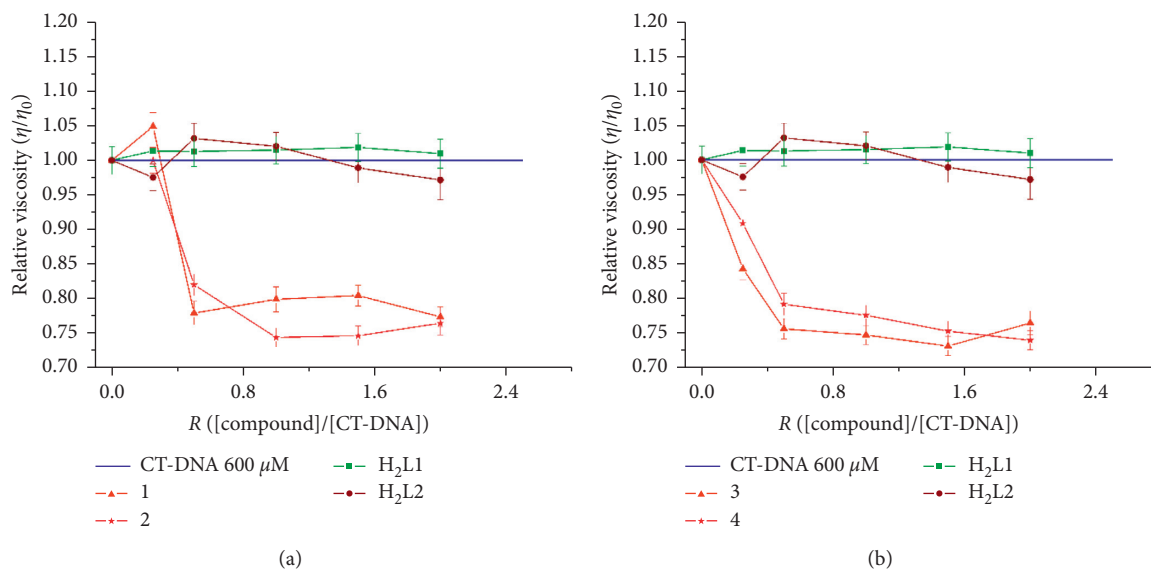 1.20
1.15
1.10
1.05
1.00
0.95
0.90
0.85
0.80
0.75
0.70
Relative viscosity (η/η₀)
0.0 0.8 1.6 2.4
R ([compound]/[CT-DNA])
CT-DNA 600 μM
1
2
H₂L1
H₂L2
(a)
1.20
1.15
1.10
1.05
1.00
0.95
0.90
0.85
0.80
0.75
0.70
Relative viscosity (η/η₀)
0.0 0.8 1.6 2.4
R ([compound]/[CT-DNA])
CT-DNA 600 μM
3
4
H₂L1
H₂L2
(b)